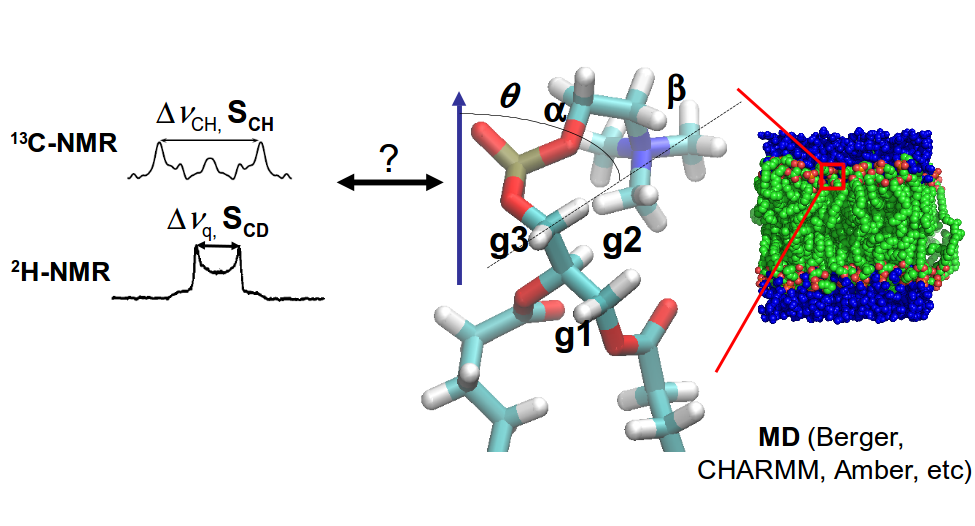 ¹³C-NMR
Δν_CH, S_CH
Δν_q, S_CD
²H-NMR
?
θ
α
β
g3
g2
g1
MD (Berger,
CHARMM, Amber, etc)